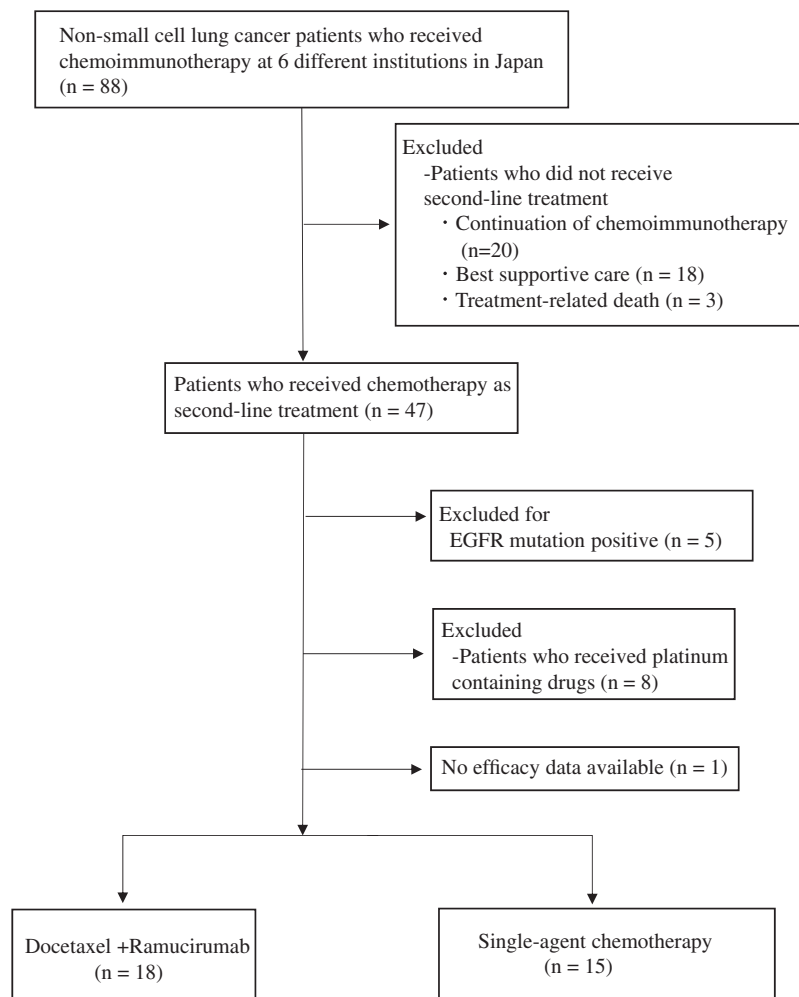 Non-small cell lung cancer patients who received
chemoimmunotherapy at 6 different institutions in Japan
(n = 88)
Excluded
-Patients who did not receive
second-line treatment
・Continuation of chemoimmunotherapy
(n=20)
・Best supportive care (n = 18)
・Treatment-related death (n = 3)
Patients who received chemotherapy as
second-line treatment (n = 47)
Excluded for
EGFR mutation positive (n = 5)
Excluded
-Patients who received platinum
containing drugs (n = 8)
No efficacy data available (n = 1)
Docetaxel +Ramucirumab
(n = 18)
Single-agent chemotherapy
(n = 15)